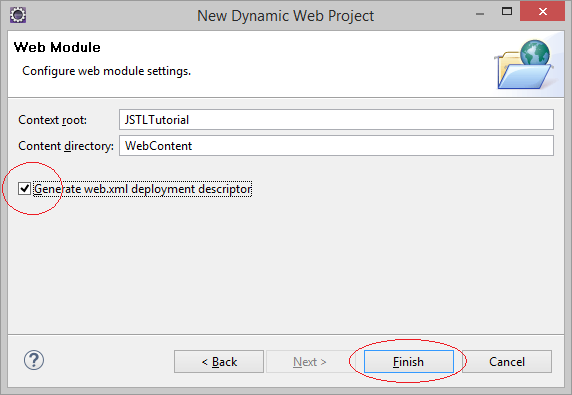 New Dynamic Web Project
Web Module
Configure web module settings.
Context root: JSTLTutorial
Content directory: WebContent
Generate web.xml deployment descriptor
? < Back Next > Finish Cancel